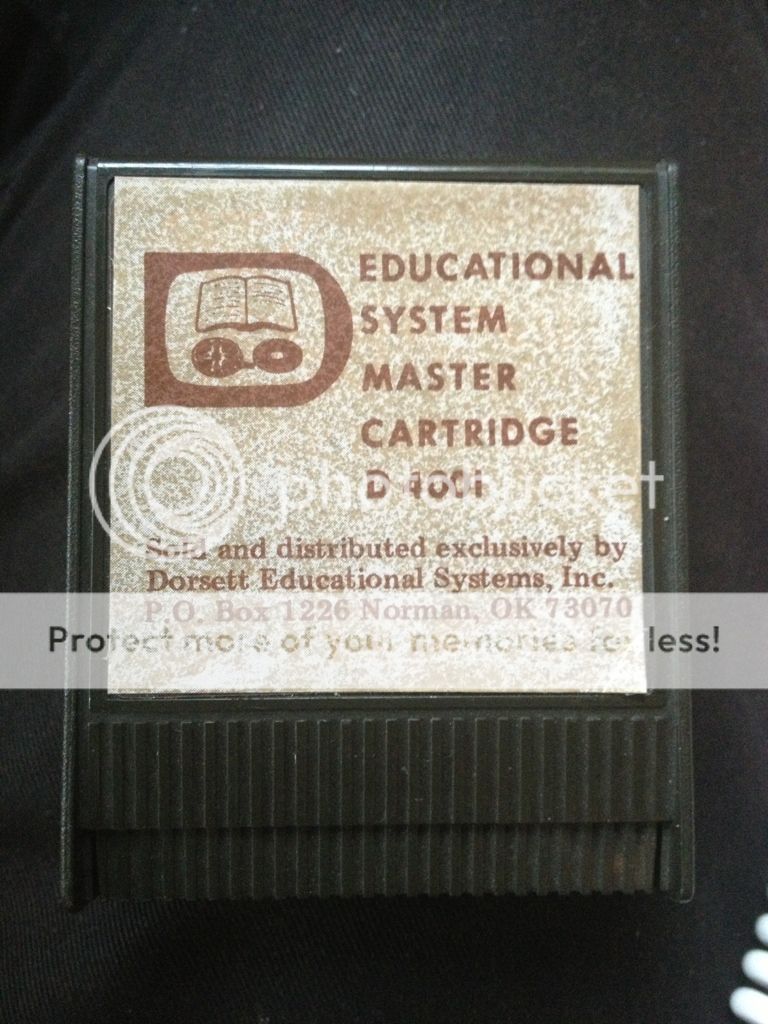 EDUCATIONAL
SYSTEM
MASTER
CARTRIDGE
D
photobucket
Sold and distributed exclusively by
Dorsett Educational Systems, Inc.
P.O. Box 1226 Norman, OK 73070
Protect more of your memories for less!